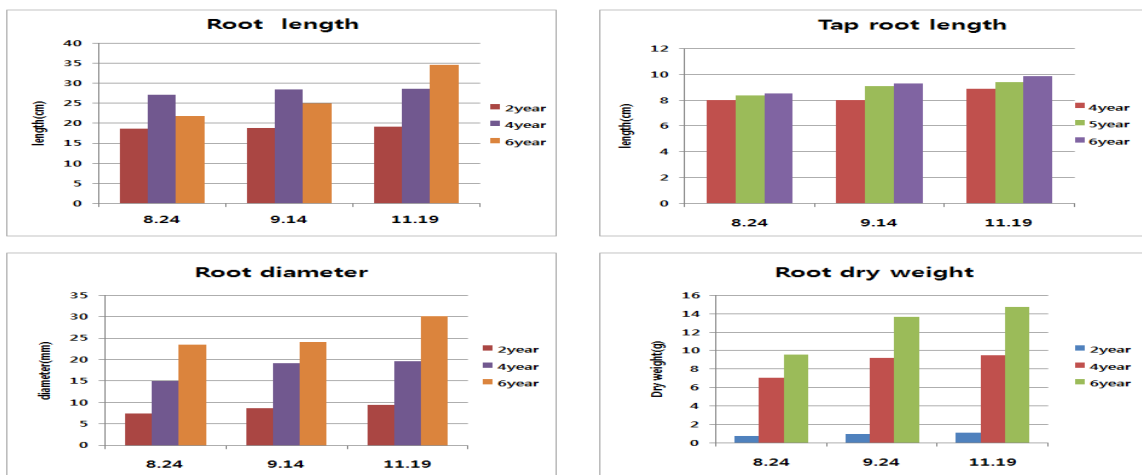 Root length
40
35
30
25
20
15
10
5
0
length(cm)
8.24 9.14 11.19
2year
4year
6year
Tap root length
12
10
8
6
4
2
0
length(cm)
8.24 9.14 11.19
4year
5year
6year
Root diameter
35
30
25
20
15
10
5
0
diameter(mm)
8.24 9.14 11.19
2year
4year
6year
Root dry weight
16
14
12
10
8
6
4
2
0
Dry weight(g)
8.24 9.24 11.19
2year
4year
6year